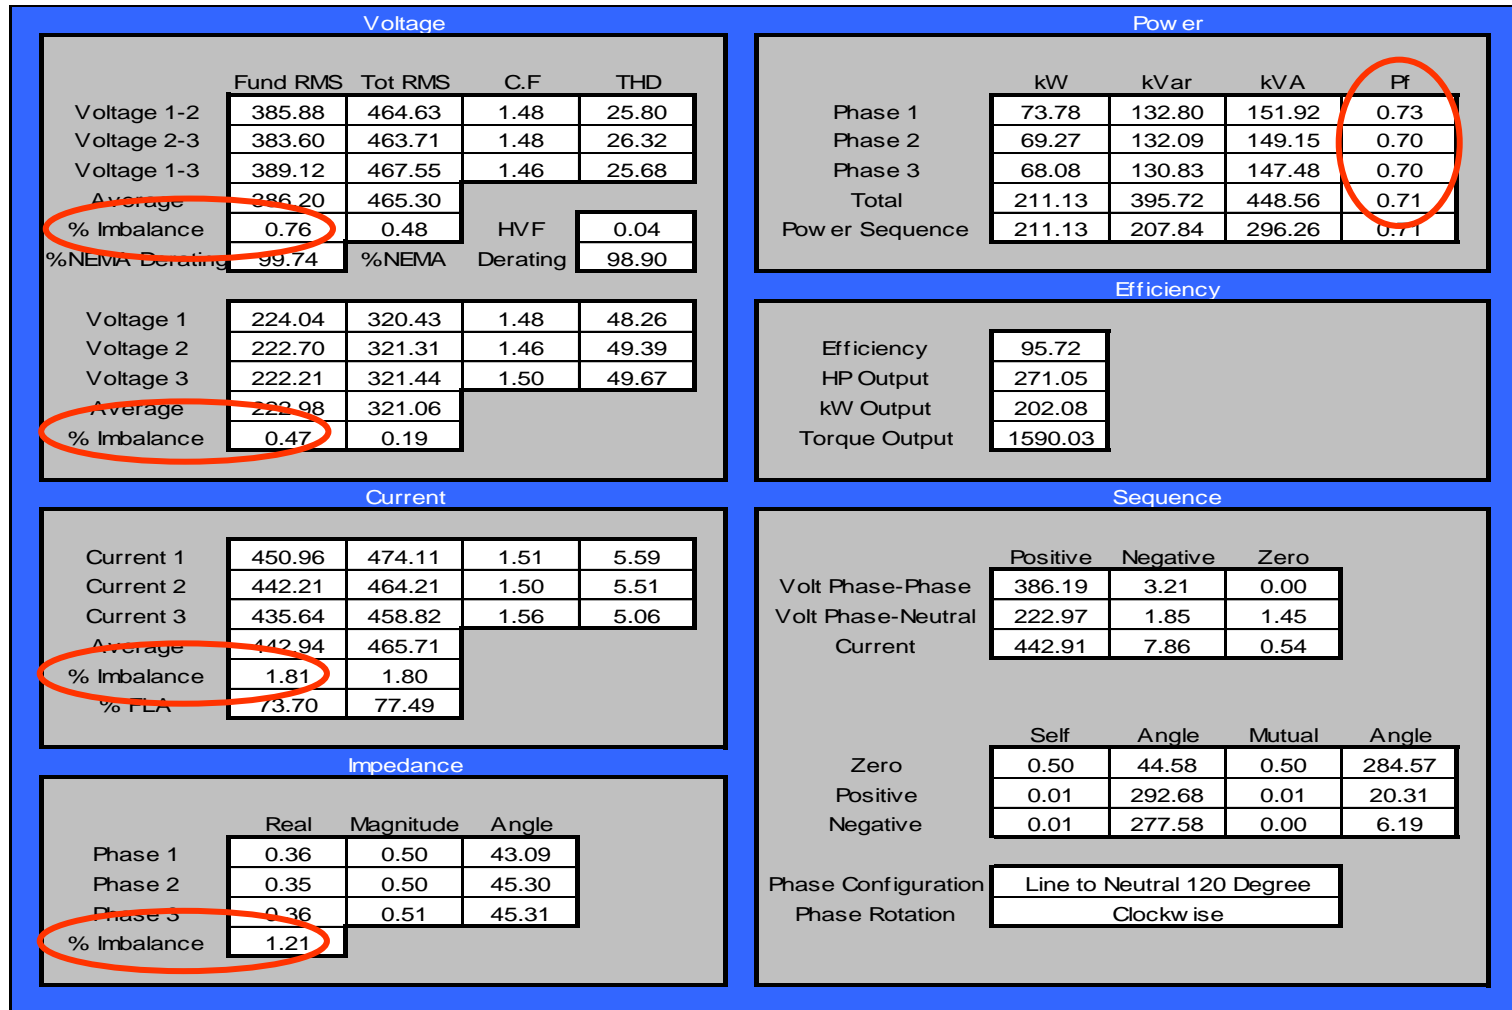 Voltage
Fund RMS Tot RMS C.F THD
Voltage 1-2 385.88 464.63 1.48 25.80
Voltage 2-3 383.60 463.71 1.48 26.32
Voltage 1-3 389.12 467.55 1.46 25.68
Average 386.20 465.30
% Imbalance 0.76 0.48 HVF 0.04
%NEMA Derating 99.74 %NEMA Derating 98.90
Voltage 1 224.04 320.43 1.48 48.26
Voltage 2 222.70 321.31 1.46 49.39
Voltage 3 222.21 321.44 1.50 49.67
Average 222.98 321.06
% Imbalance 0.47 0.19
Current
Current 1 450.96 474.11 1.51 5.59
Current 2 442.21 464.21 1.50 5.51
Current 3 435.64 458.82 1.56 5.06
Average 442.94 465.71
% Imbalance 1.81 1.80
% FLA 73.70 77.49
Impedance
Real Magnitude Angle
Phase 1 0.36 0.50 43.09
Phase 2 0.35 0.50 45.30
Phase 3 0.36 0.51 45.31
% Imbalance 1.21
Power
kW kVar kVA Pf
Phase 1 73.78 132.80 151.92 0.73
Phase 2 69.27 132.09 149.15 0.70
Phase 3 68.08 130.83 147.48 0.70
Total 211.13 395.72 448.56 0.71
Power Sequence 211.13 207.84 296.26 0.71
Efficiency
Efficiency 95.72
HP Output 271.05
kW Output 202.08
Torque Output 1590.03
Sequence
Positive Negative Zero
Volt Phase-Phase 386.19 3.21 0.00
Volt Phase-Neutral 222.97 1.85 1.45
Current 442.91 7.86 0.54
Self Angle Mutual Angle
Zero 0.50 44.58 0.50 284.57
Positive 0.01 292.68 0.01 20.31
Negative 0.01 277.58 0.00 6.19
Phase Configuration Line to Neutral 120 Degree
Phase Rotation Clockwise